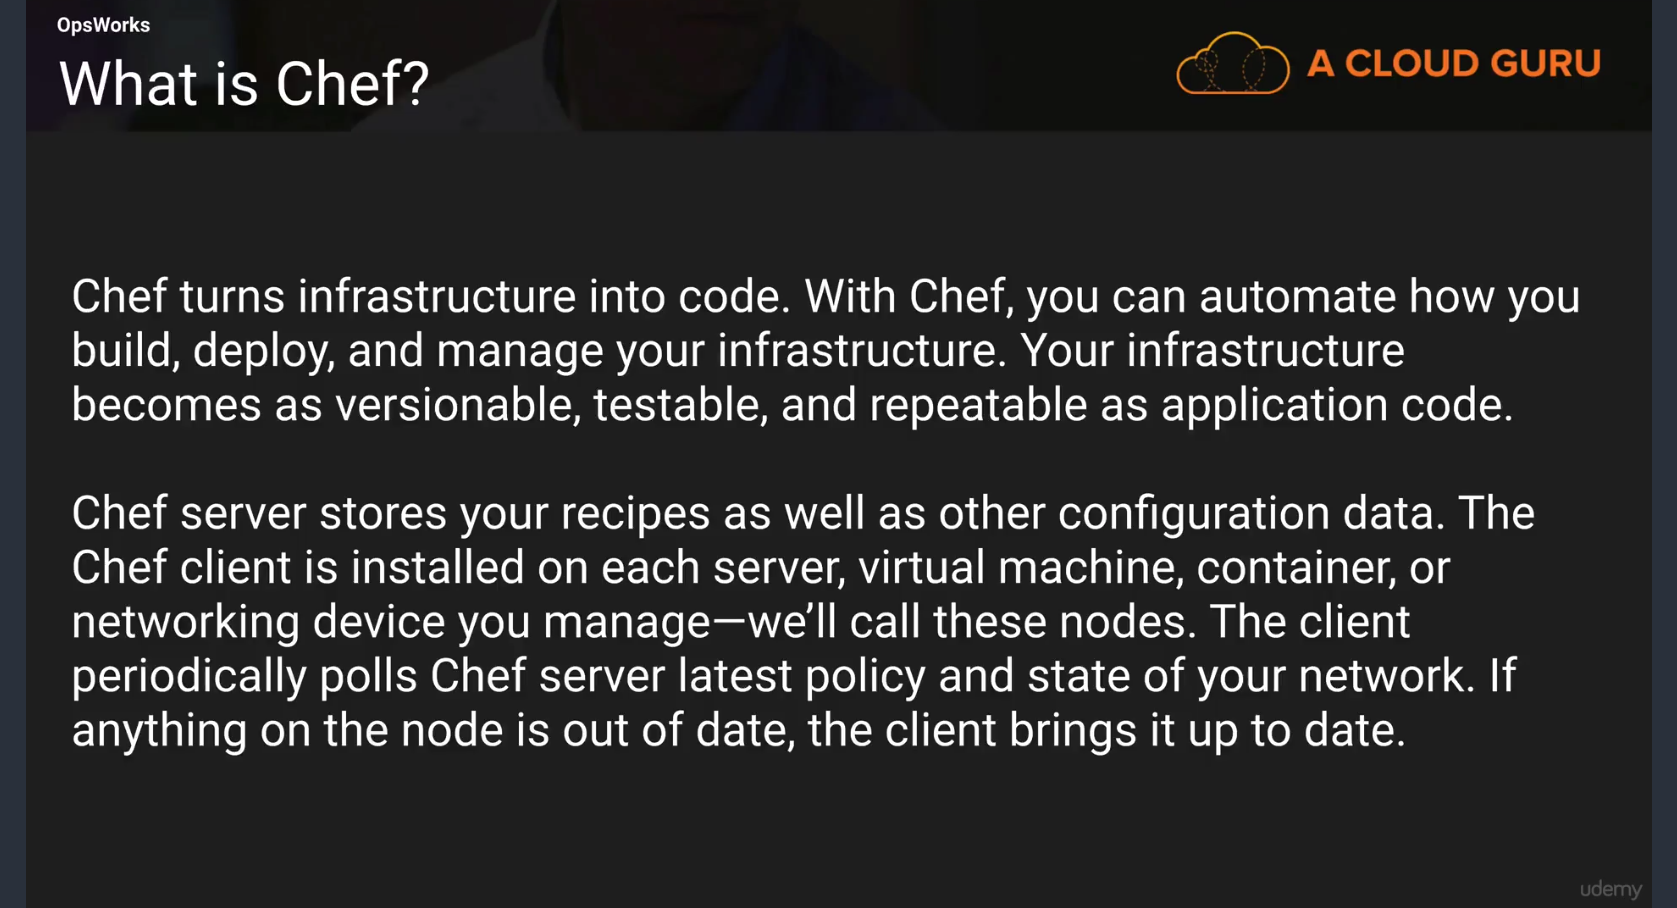 OpsWorks
What is Chef?
A CLOUD GURU
Chef turns infrastructure into code. With Chef, you can automate how you
build, deploy, and manage your infrastructure. Your infrastructure
becomes as versionable, testable, and repeatable as application code.
Chef server stores your recipes as well as other configuration data. The
Chef client is installed on each server, virtual machine, container, or
networking device you manage—we’ll call these nodes. The client
periodically polls Chef server latest policy and state of your network. If
anything on the node is out of date, the client brings it up to date.
udemy